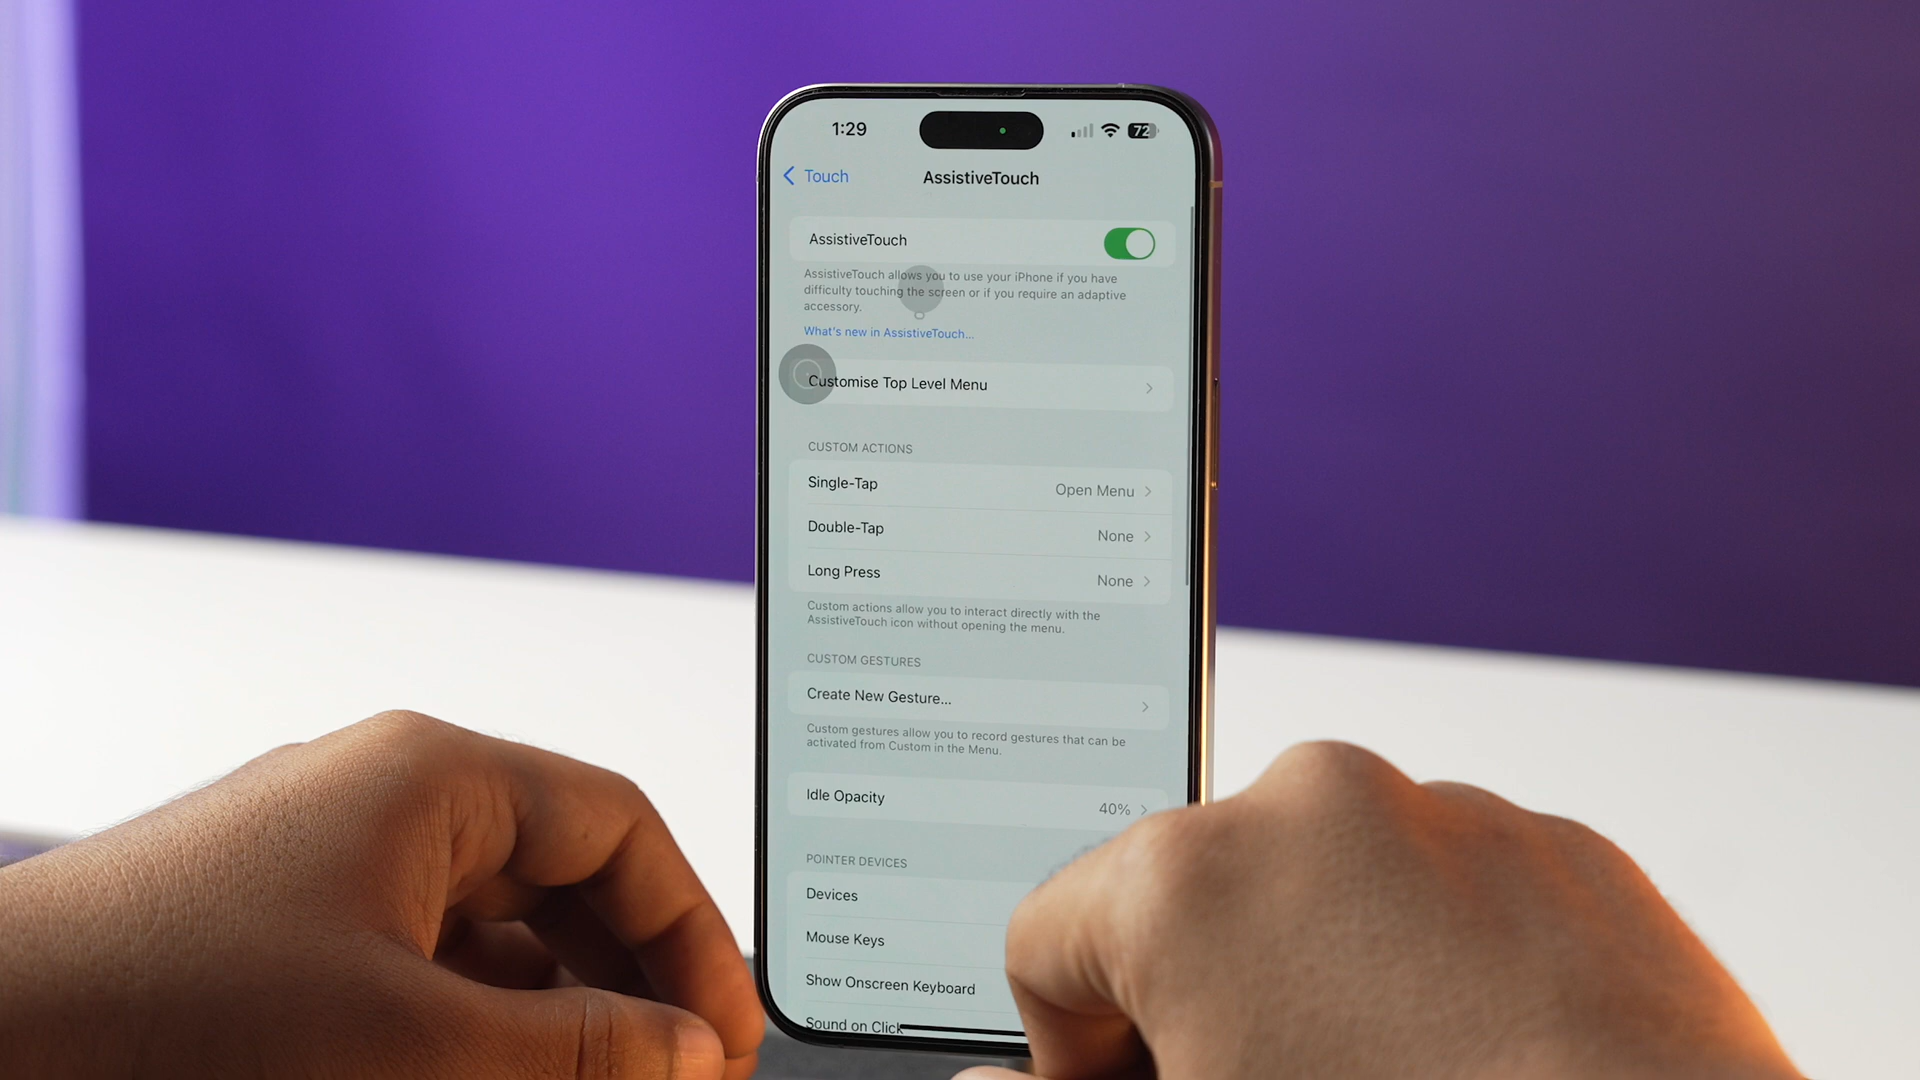 1:29
72
Touch
AssistiveTouch
AssistiveTouch
AssistiveTouch allows you to use your iPhone if you have
difficulty touching the screen or if you require an adaptive
accessory.
What's new in AssistiveTouch...
Customise Top Level Menu
CUSTOM ACTIONS
Single-Tap Open Menu
Double-Tap None
Long Press None
Custom actions allow you to interact directly with the
AssistiveTouch icon without opening the menu.
CUSTOM GESTURES
Create New Gesture...
Custom gestures allow you to record gestures that can be
activated from Custom in the Menu.
Idle Opacity 40%
POINTER DEVICES
Devices
Mouse Keys
Show Onscreen Keyboard
Sound on Click